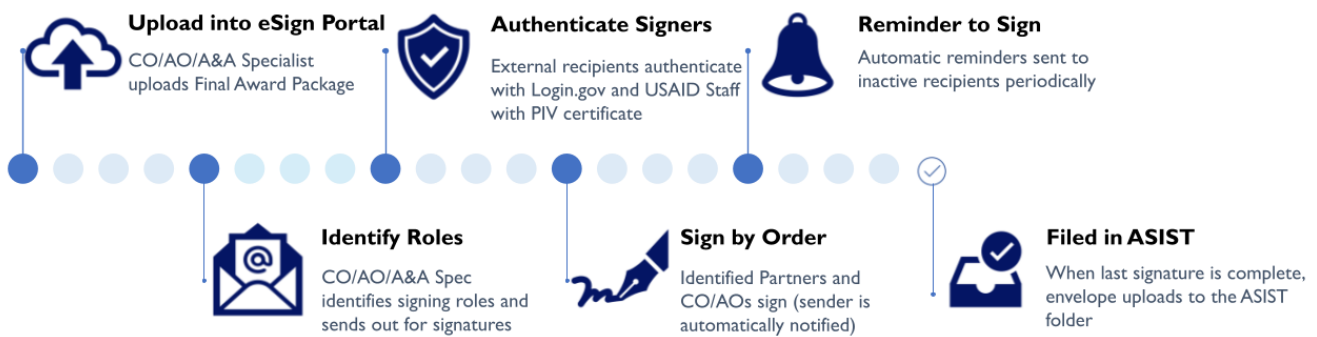 Upload into eSign Portal
CO/AO/A&A Specialist
uploads Final Award Package
Identify Roles
CO/AO/A&A Spec
identifies signing roles and
sends out for signatures
Authenticate Signers
External recipients authenticate
with Login.gov and USAID Staff
with PIV certificate
Sign by Order
Identified Partners and
CO/AOs sign (sender is
automatically notified)
Reminder to Sign
Automatic reminders sent to
inactive recipients periodically
Filed in ASIST
When last signature is complete,
envelope uploads to the ASIST
folder
@